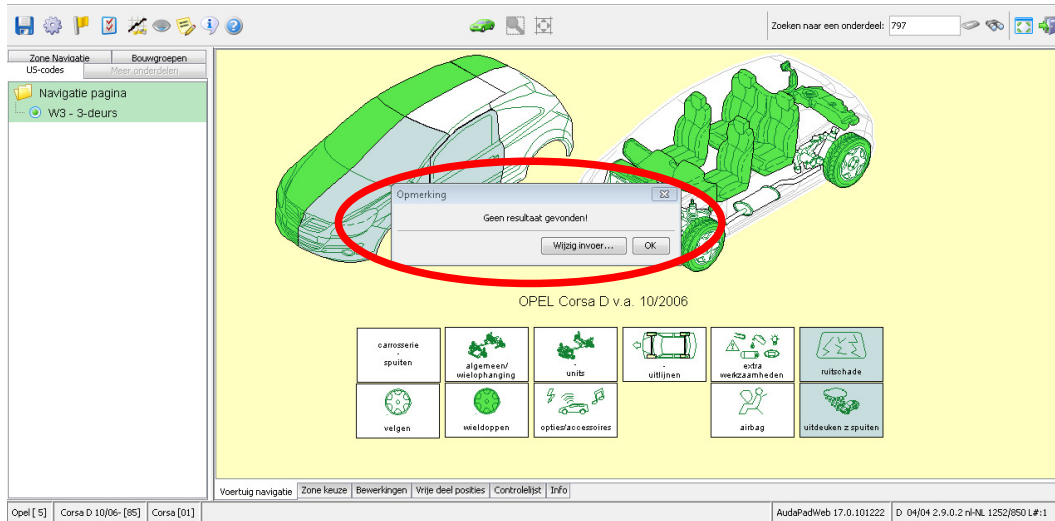 Zoeken naar een onderdeel: 797
Zone Navigatie Bouwgroepen
U5-codes Meer onderdelen
Navigatie pagina
W3 - 3-deurs
Opmerking
Geen resultaat gevonden!
Wijzig invoer... OK
OPEL Corsa D v.a. 10/2006
carrosserie
-
spuiten
algemeen/
wielophanging
units
uitlijnen
extra
werkzaamheden
ruitschade
velgen
wieldoppen
opties/accessoires
airbag
uitdeuken z spuiten
Voertuig navigatie Zone keuze Bewerkingen Vrije deel posities Controlelijst Info
Opel [ 5] Corsa D 10/06- [85] Corsa [01] AudaPadWeb 17.0.101222 D 04/04 2.9.0.2 nl-NL 1252/850 L#:1